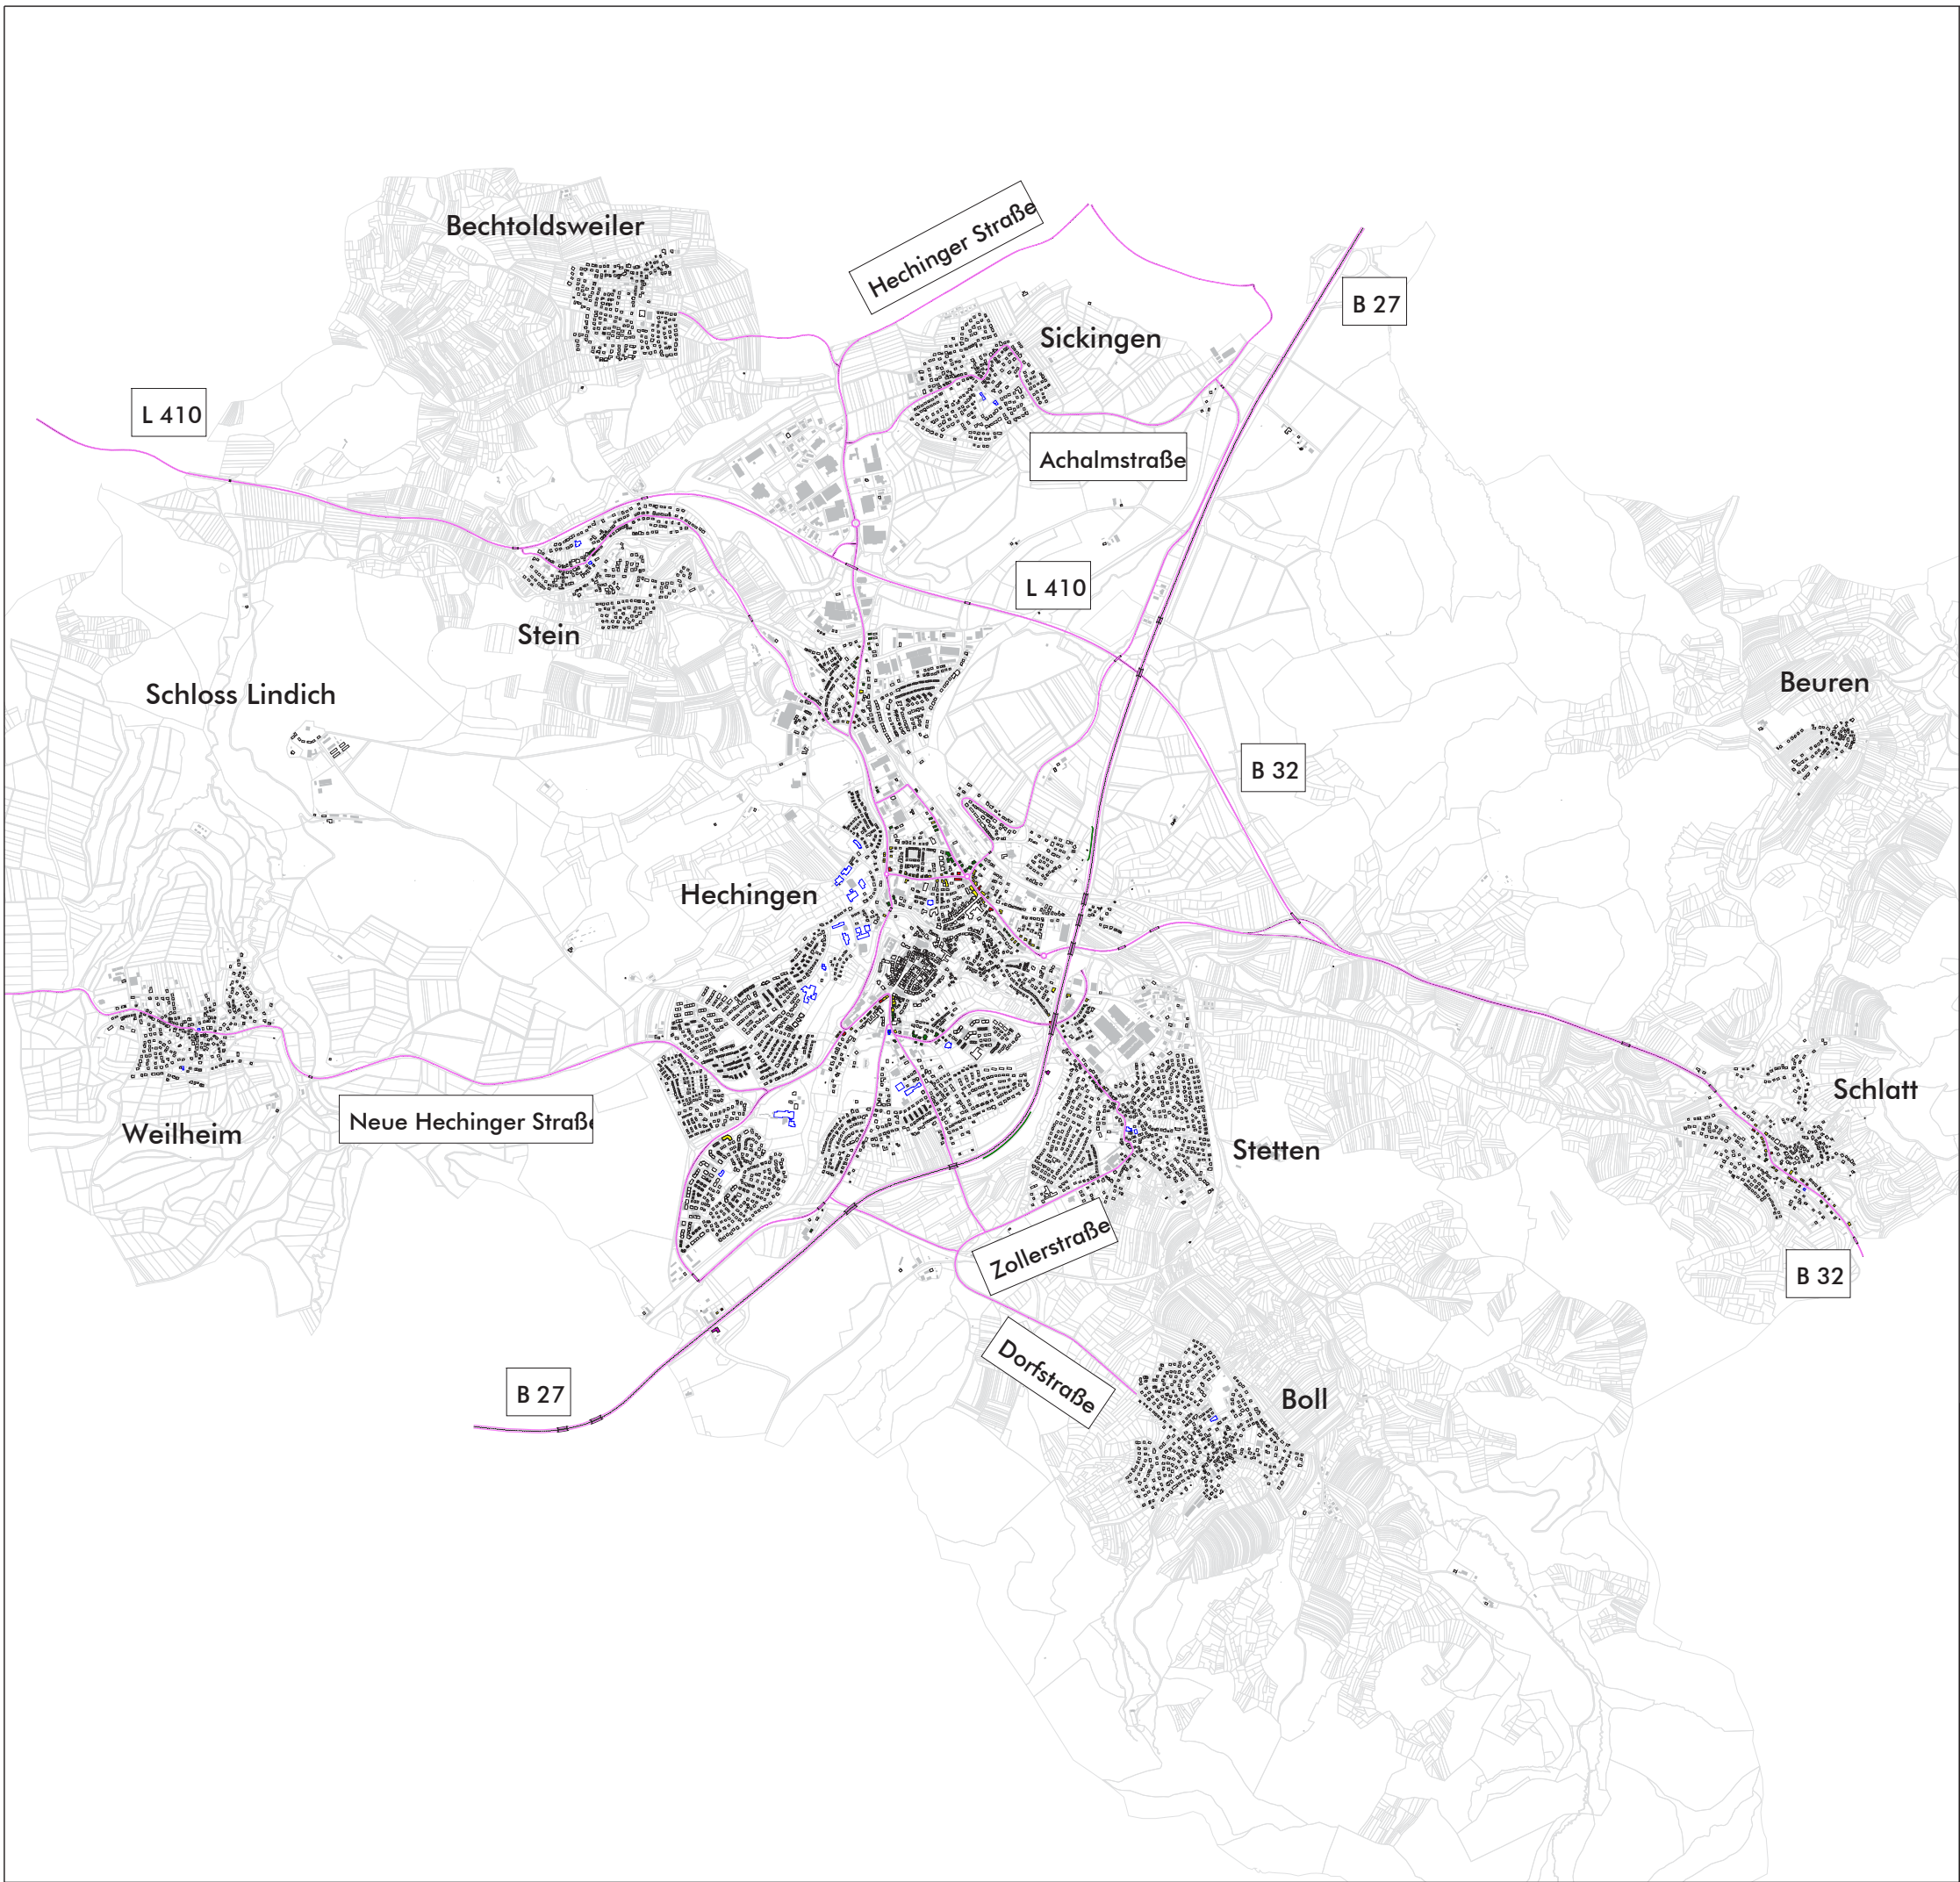 Hechinger Straße
Bechtoldsweiler
B 27
Sickingen
L 410
Achalmstraße
L 410
Stein
Beuren
Schloss Lindich
B 32
Hechingen
Schlatt
Neue Hechinger Straße
Weilheim
Stetten
Zollerstraße
B 32
Dorfstraße
B 27
Boll